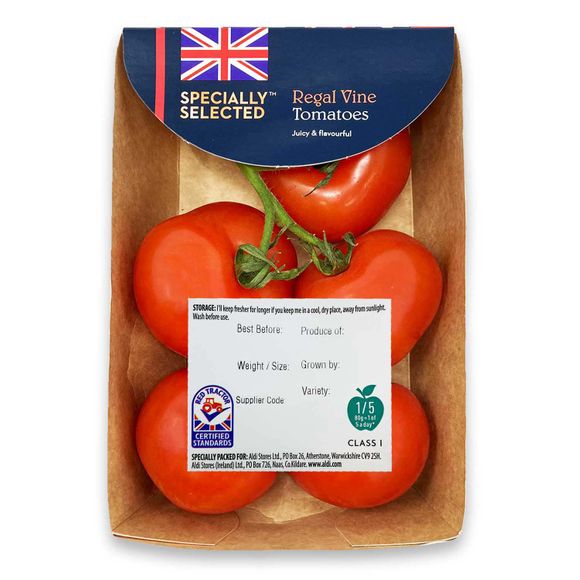 SPECIALLY™
SELECTED
Regal Vine
Tomatoes
Juicy & flavourful
STORAGE: I'll keep fresher for longer if you keep me in a cool, dry place, away from sunlight.
Wash before use.
Best Before:
Produce of:
Weight / Size:
Grown by:
Supplier Code
Variety:
RED TRACTOR
CERTIFIED
STANDARDS
1/5
80g=1 of
5 a day*
CLASS I
SPECIALLY PACKED FOR: Aldi Stores Ltd., PO Box 26, Atherstone, Warwickshire CV9 2SH.
Aldi Stores (Ireland) Ltd., PO Box 726, Naas, Co.Kildare. www.aldi.com